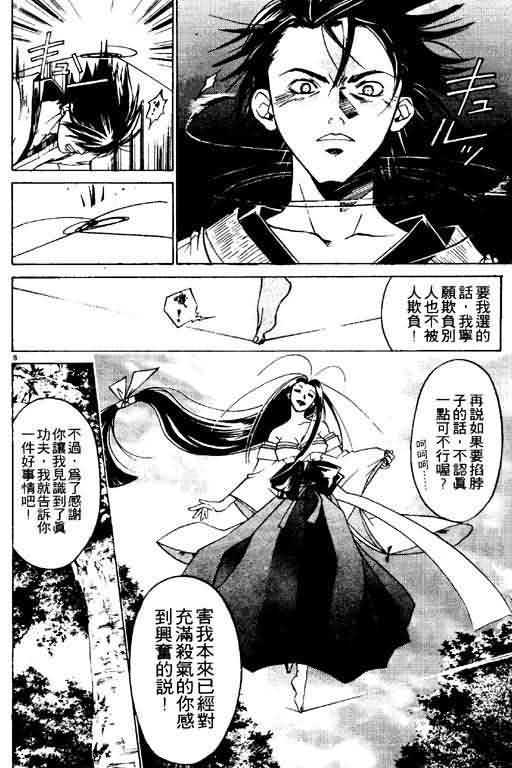 キュルッ
キュル
要我選的
話，我寧
願欺負別
人也不被
人欺負！
噴！
再說如果要掐脖
子的話，不認真
一點可不行喔？
呵呵呵…
不過，為了感謝
你讓我見識到了真
功夫，我就告訴你
一件好事情吧！
害我本來已經對
充滿殺氣的你感
到興奮的說！